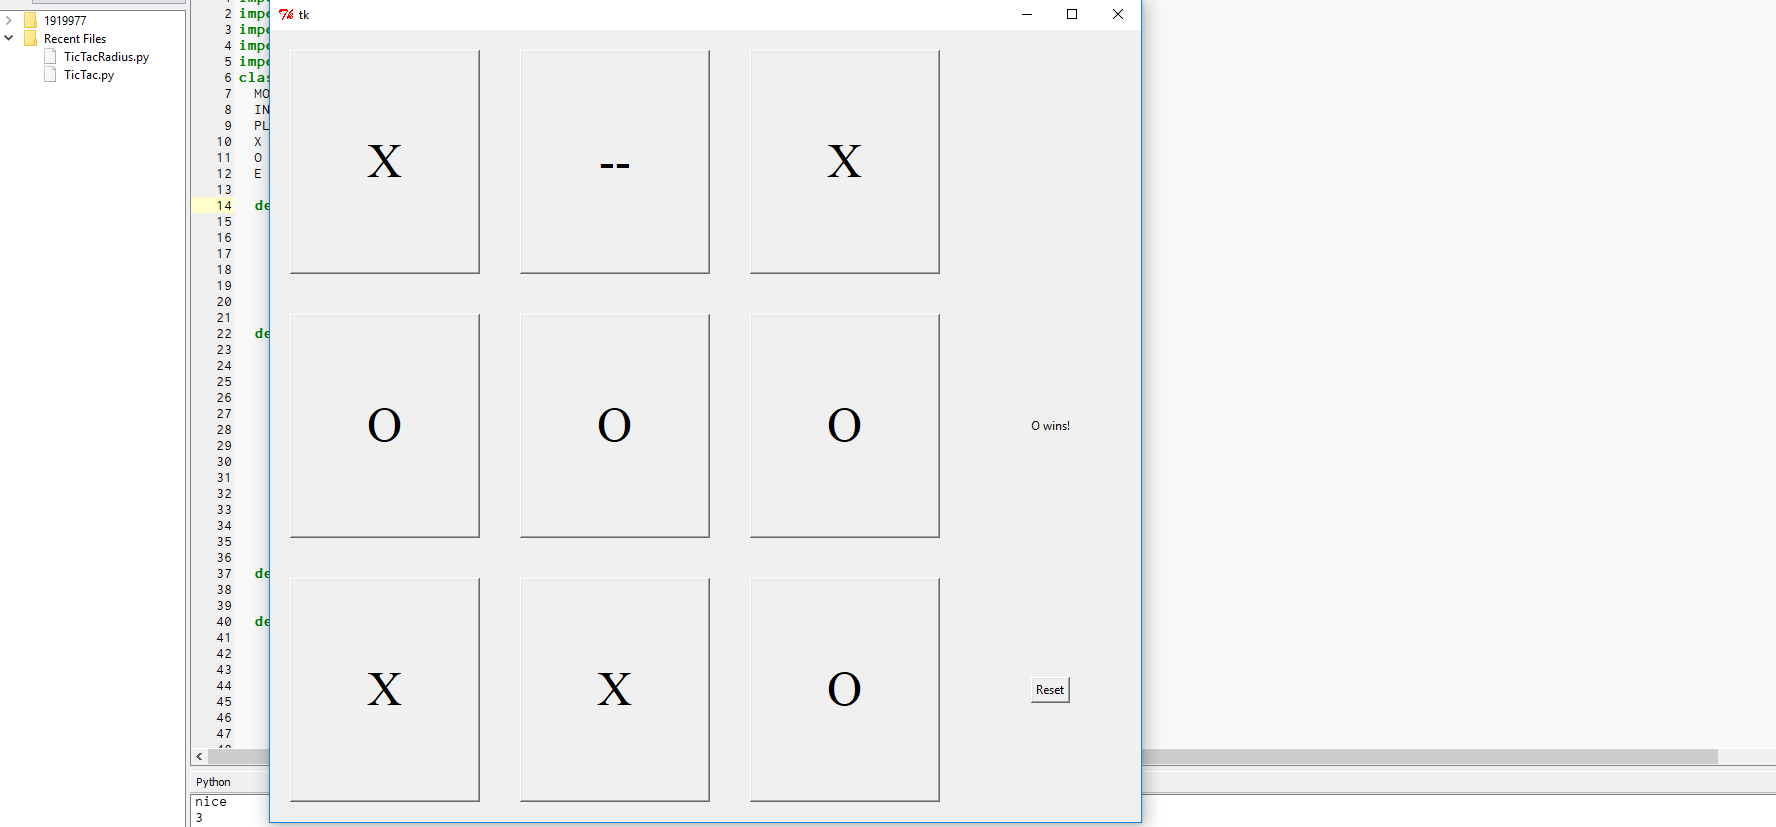 1919977
Recent Files
TicTacRadius.py
TicTac.py
2 impo
3 impo
4 impo
5 impo
6 clas
7 MO
8 IN
9 PL
10 X
11 O
12 E
13
14 de
15
16
17
18
19
20
21
22 de
23
24
25
26
27
28
29
30
31
32
33
34
35
36
37 de
38
39
40 de
41
42
43
44
45
46
47
tk
X -- X
O O O
O wins!
X X O
Reset
Python
nice
3